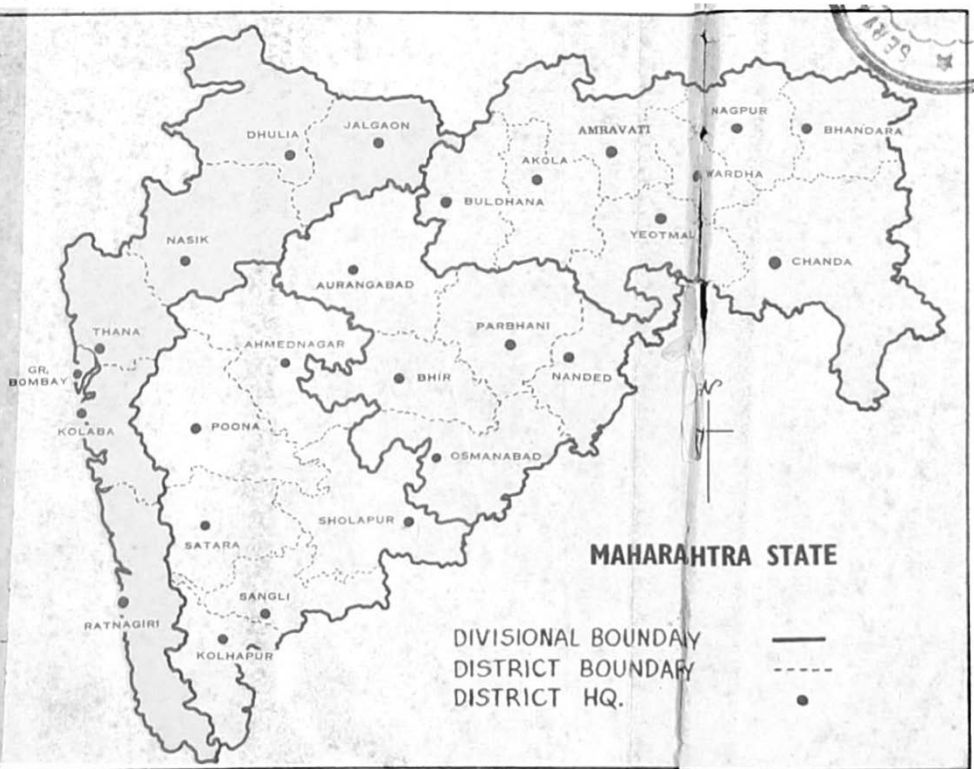 SERV
NAGPUR
JALGAON
DHULIA
AMRAVATI
BHANDARA
AKOLA
WARDHA
BULDHANA
YEOTMAL
NASIK
CHANDA
AURANGABAD
PARBHANI
THANA
AHMEDNAGAR
GR.
BOMBAY
BHIR
NANDED
POONA
KOLABA
OSMANABAD
SHOLAPUR
SATARA
MAHARAHTRA STATE
SANGLI
RATNAGIRI
KOLHAPUR
DIVISIONAL BOUNDAY
DISTRICT BOUNDARY
DISTRICT HQ.
N